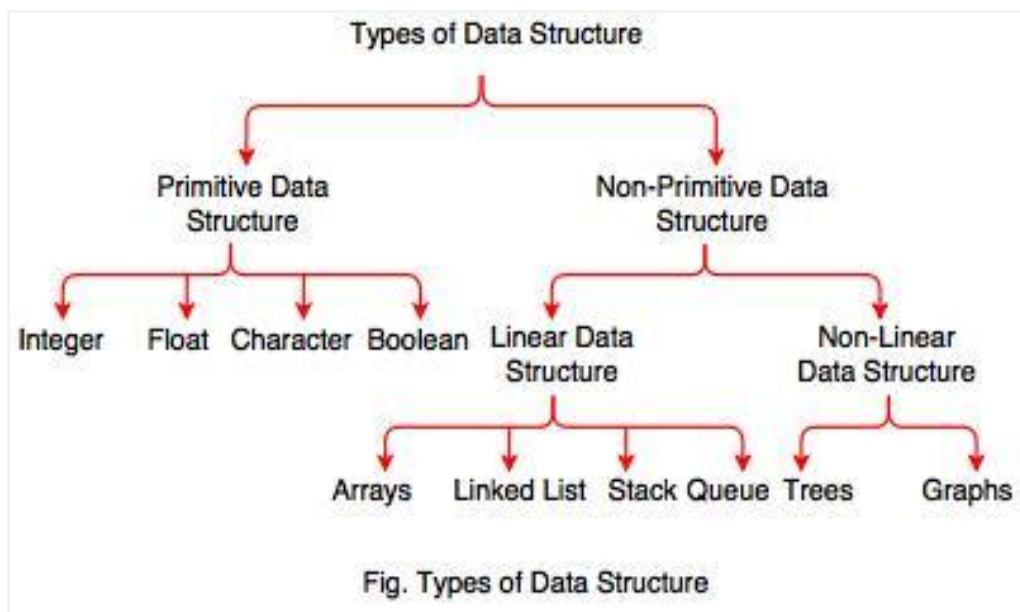 Types of Data Structure
Primitive Data
Structure
Non-Primitive Data
Structure
Integer
Float
Character
Boolean
Linear Data
Structure
Non-Linear
Data Structure
Arrays
Linked List
Stack
Queue
Trees
Graphs
Fig. Types of Data Structure